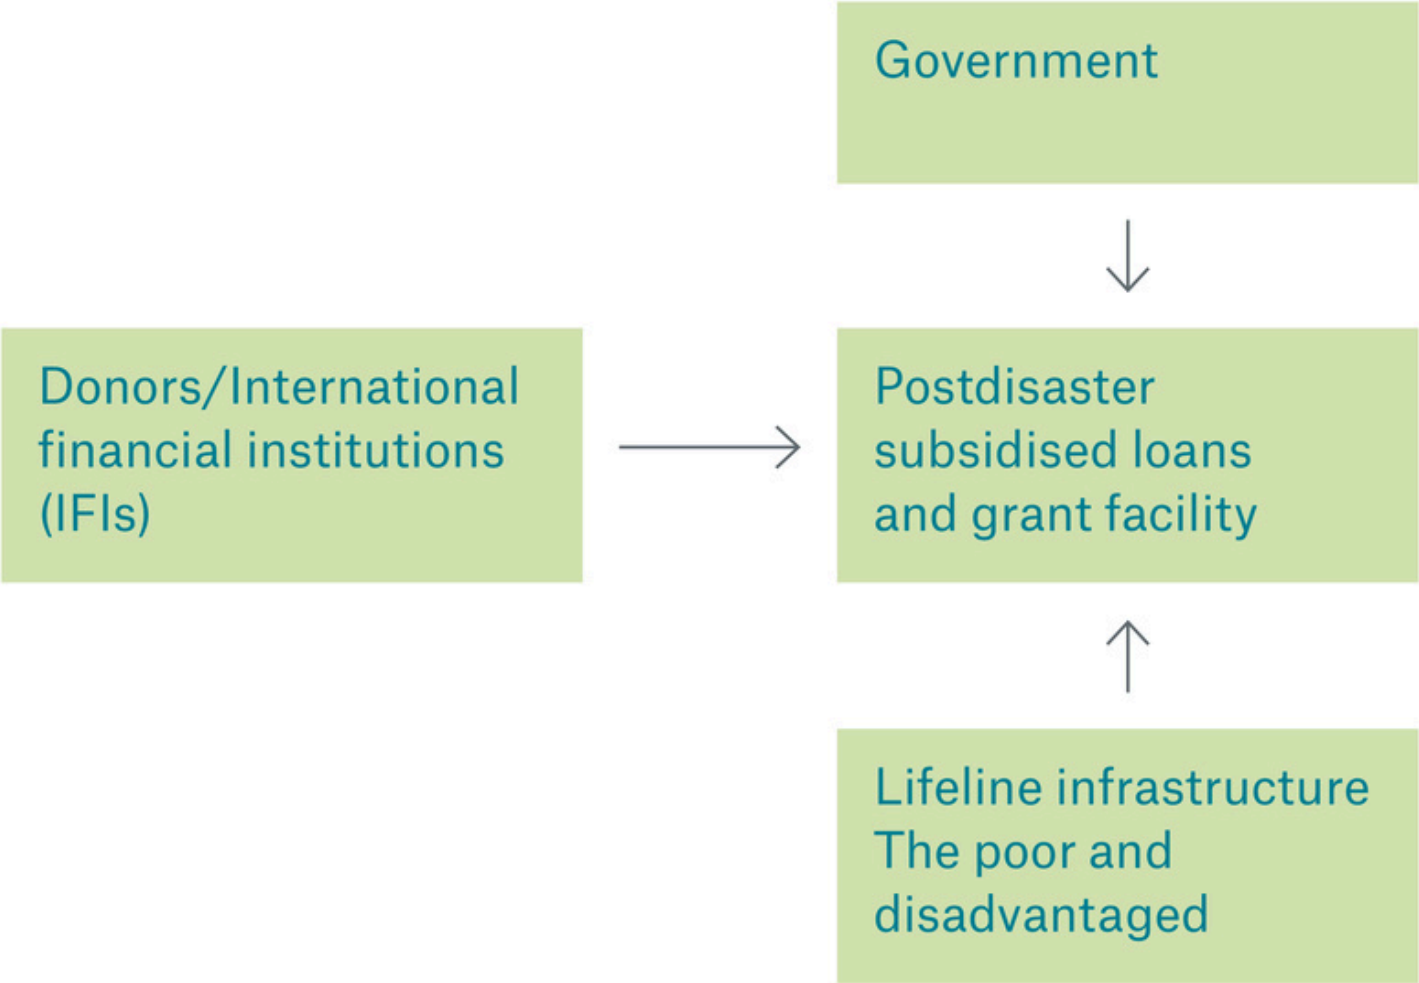 Government
Donors/International
financial institutions
(IFIs)
Postdisaster
subsidised loans
and grant facility
Lifeline infrastructure
The poor and
disadvantaged